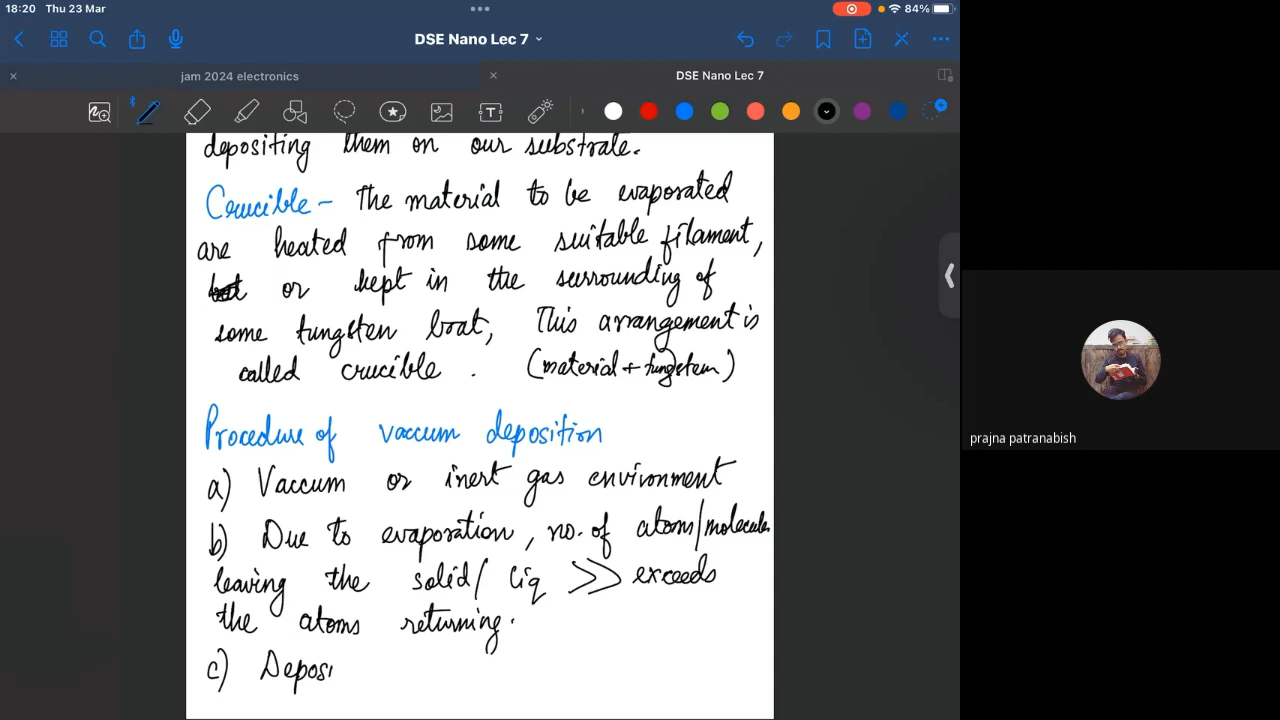 18:20 Thu 23 Mar
84%
DSE Nano Lec 7
jam 2024 electronics
DSE Nano Lec 7
depositing them on our substrate.
Crucible - The material to be evaporated
are heated from some suitable filament,
or kept in the surrounding of
some tungsten boat, This arrangement is
called crucible . (material + tungstem)
Procedure of vaccum deposition
a) Vaccum or inert gas environment
b) Due to evaporation, no. of atom/molecules
leaving the solid/ liq >> exceeds
the atoms returning.
c) Deposi
prajna patranabish